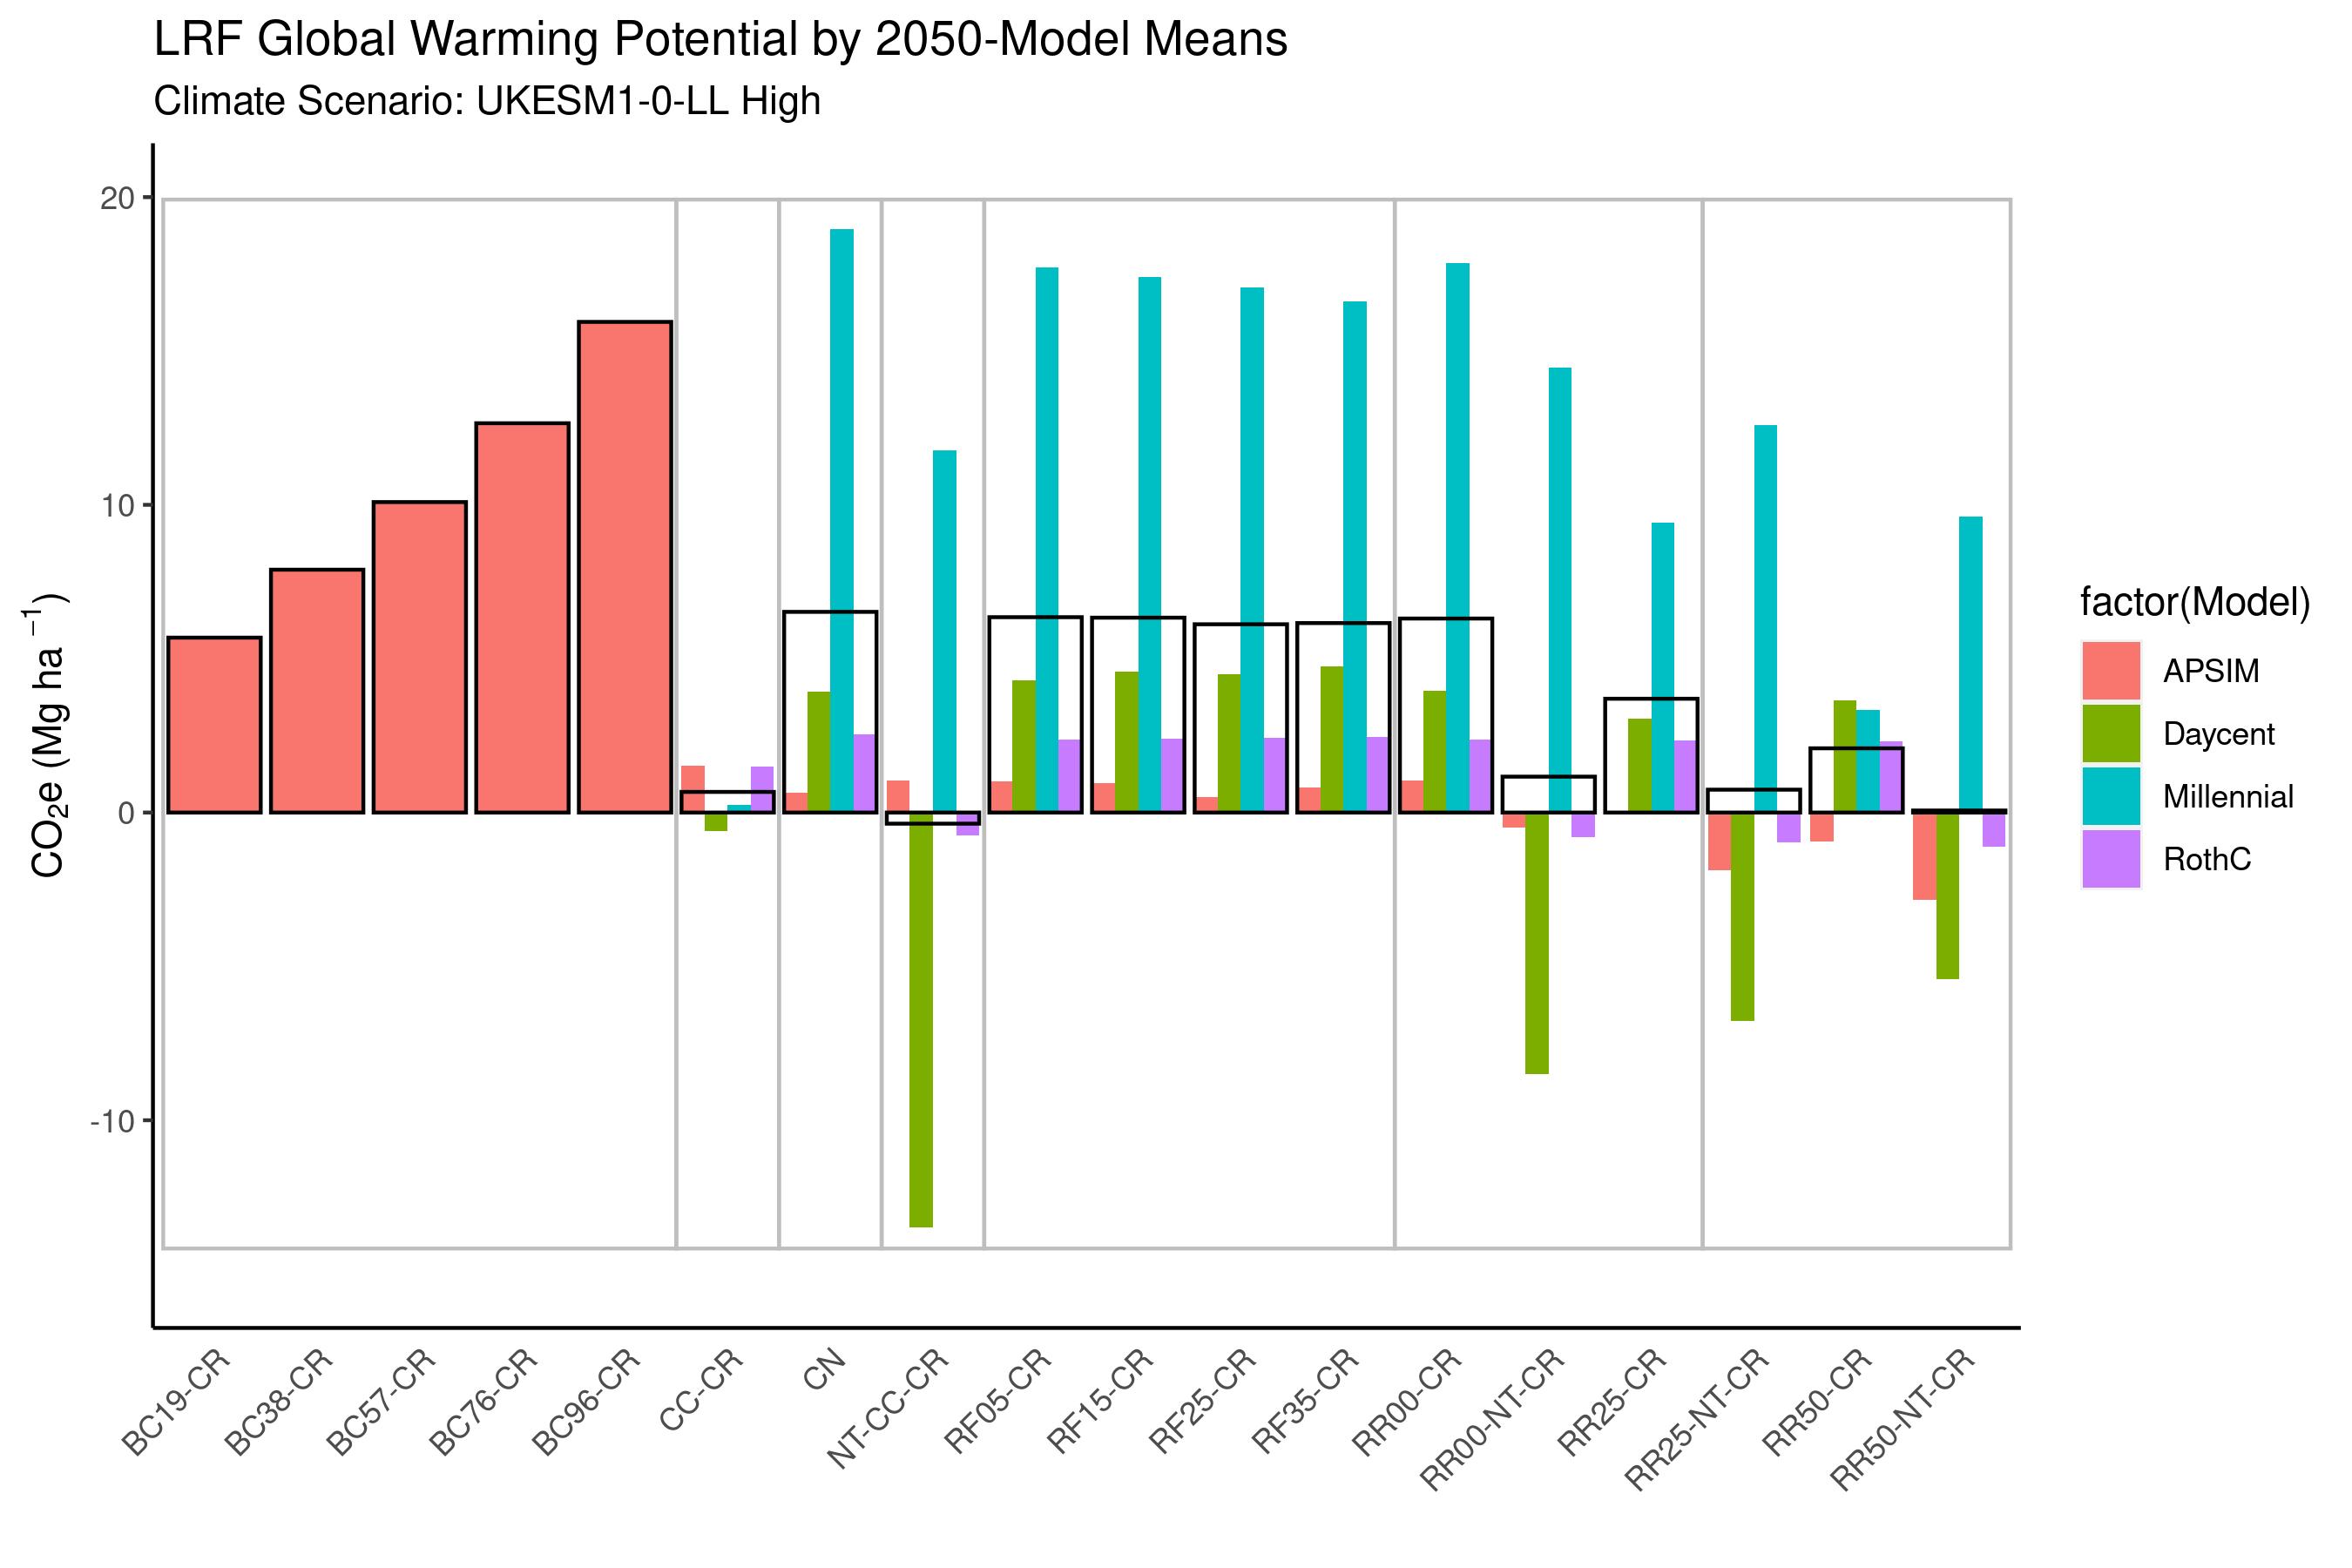 LRF Global Warming Potential by 2050-Model Means
Climate Scenario: UKESM1-0-LL High
CO₂e (Mg ha ⁻¹)
20
10
0
-10
BC19-CR
BC38-CR
BC57-CR
BC76-CR
BC96-CR
CC-CR
CN
NT-CC-CR
RF05-CR
RF15-CR
RF25-CR
RF35-CR
RR00-CR
RR00-NT-CR
RR25-CR
RR25-NT-CR
RR50-CR
RR50-NT-CR
factor(Model)
APSIM
Daycent
Millennial
RothC